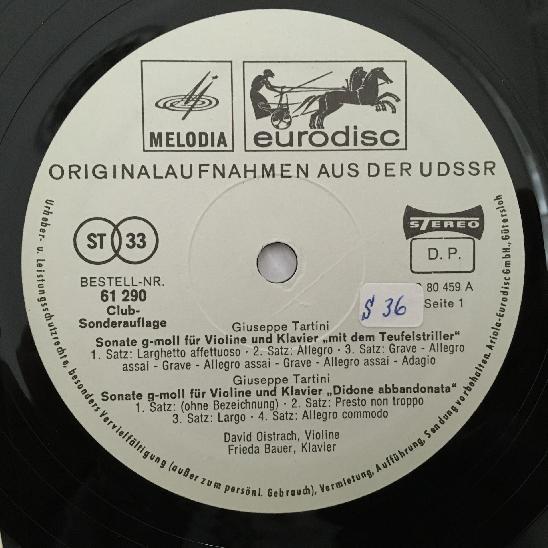 MELODIA
eurodisc
ORIGINALAUFNAHMEN AUS DER UDSSR
ST 33
STEREO
D. P.
BESTELL-NR.
61 290
Club-
Sonderauflage
80 459 A
Seite 1
$ 36
Giuseppe Tartini
Sonate g-moll für Violine und Klavier „mit dem Teufelstriller"
1. Satz: Larghetto affettuoso - 2. Satz: Allegro - 3. Satz: Grave - Allegro
assai - Grave - Allegro assai - Grave - Allegro assai - Adagio
Giuseppe Tartini
Sonate g-moll für Violine und Klavier „Didone abbandonata"
1. Satz: (ohne Bezeichnung) - 2. Satz: Presto non troppo
3. Satz: Largo - 4. Satz: Allegro commodo
David Oistrach, Violine
Frieda Bauer, Klavier
Urheber- u. Leistungsschutzrechte, besonders Vervielfältigung (außer zum persönl. Gebrauch), Vermietung, Aufführung, Sendung vorbehalten. Ariola-Eurodisc GmbH., Gütersloh